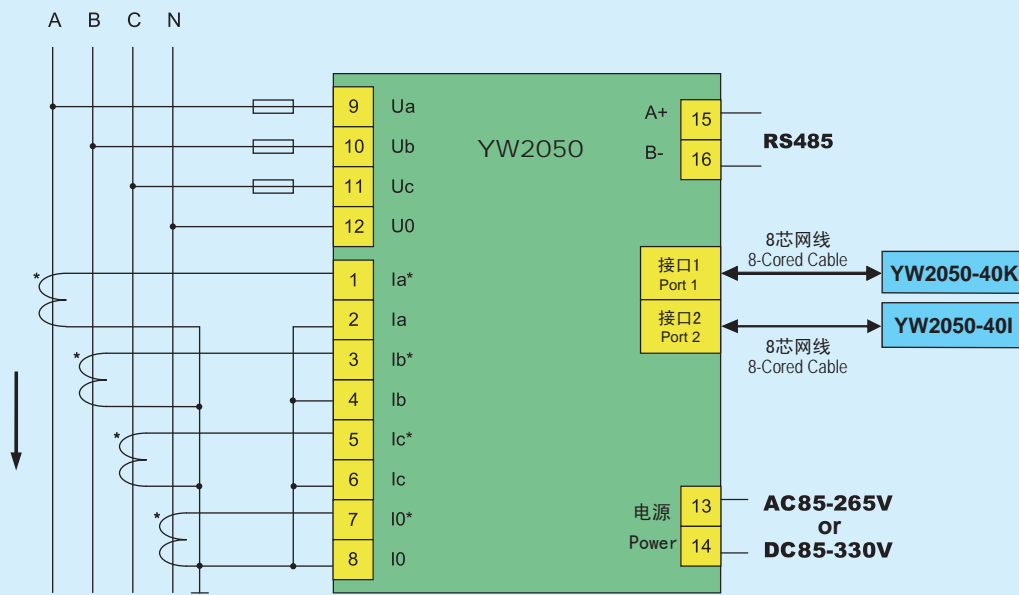 A B C N
9 Ua
10 Ub
11 Uc
12 U0
YW2050
A+ 15
B- 16
RS485
* 1 Ia*
2 Ia
* 3 Ib*
4 Ib
* 5 Ic*
6 Ic
* 7 I0*
8 I0
接口1
Port 1
8芯网线
8-Cored Cable
YW2050-40K
接口2
Port 2
8芯网线
8-Cored Cable
YW2050-40I
电源
Power
13
14
AC85-265V
or
DC85-330V